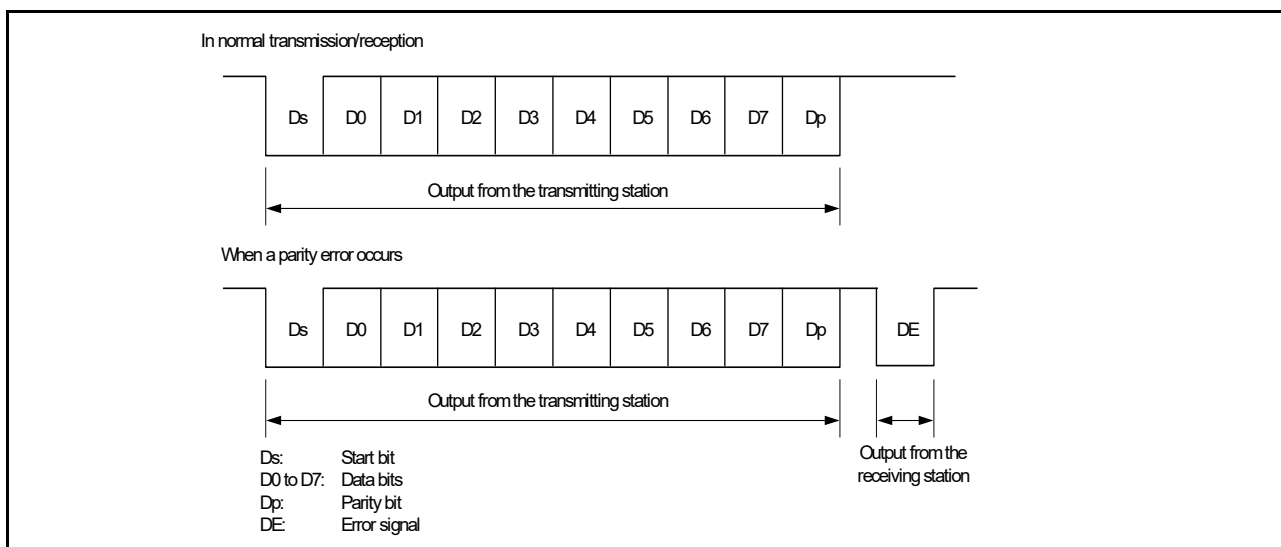 In normal transmission/reception
Ds D0 D1 D2 D3 D4 D5 D6 D7 Dp
Output from the transmitting station
When a parity error occurs
Ds D0 D1 D2 D3 D4 D5 D6 D7 Dp DE
Output from the transmitting station
Output from the
receiving station
Ds: Start bit
D0 to D7: Data bits
Dp: Parity bit
DE: Error signal